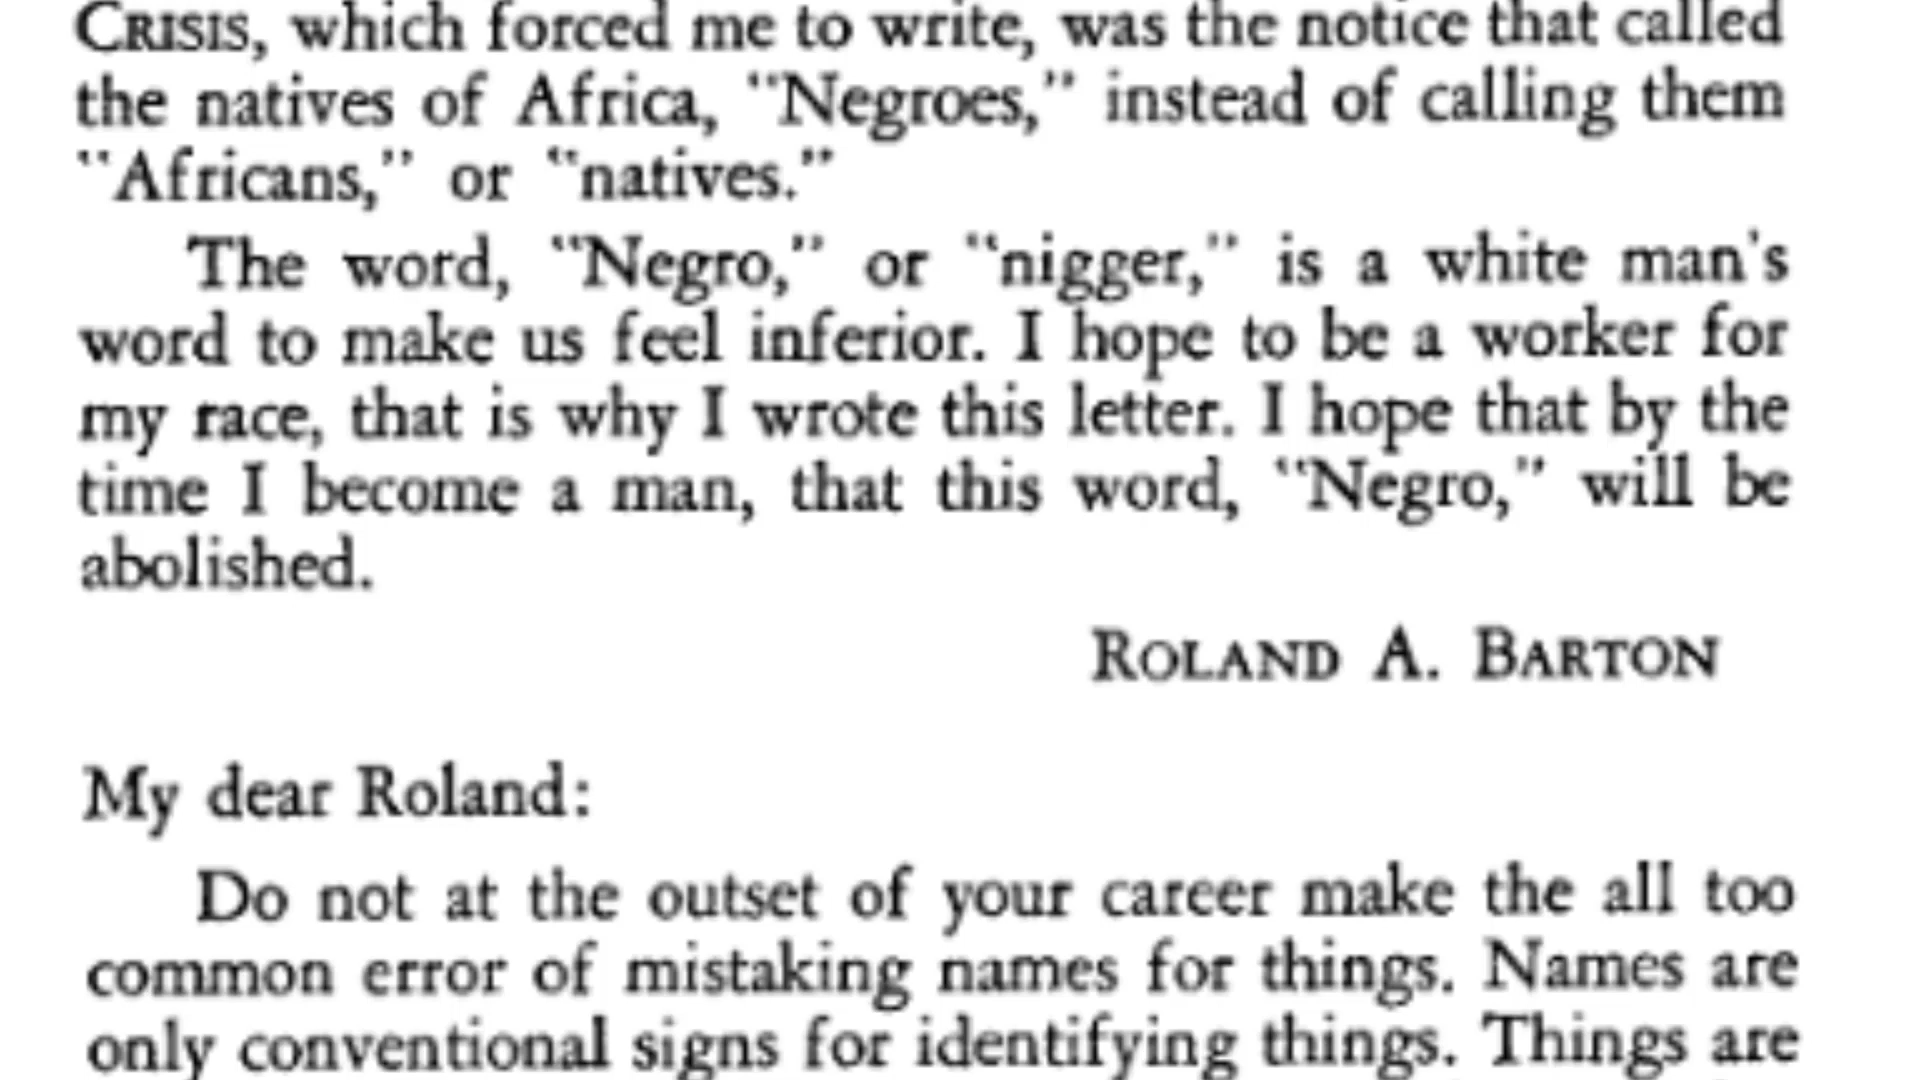 CRISIS, which forced me to write, was the notice that called
the natives of Africa, "Negroes," instead of calling them
"Africans," or "natives."
The word, "Negro," or "nigger," is a white man's
word to make us feel inferior. I hope to be a worker for
my race, that is why I wrote this letter. I hope that by the
time I become a man, that this word, "Negro," will be
abolished.
ROLAND A. BARTON
My dear Roland:
Do not at the outset of your career make the all too
common error of mistaking names for things. Names are
only conventional signs for identifying things. Things are